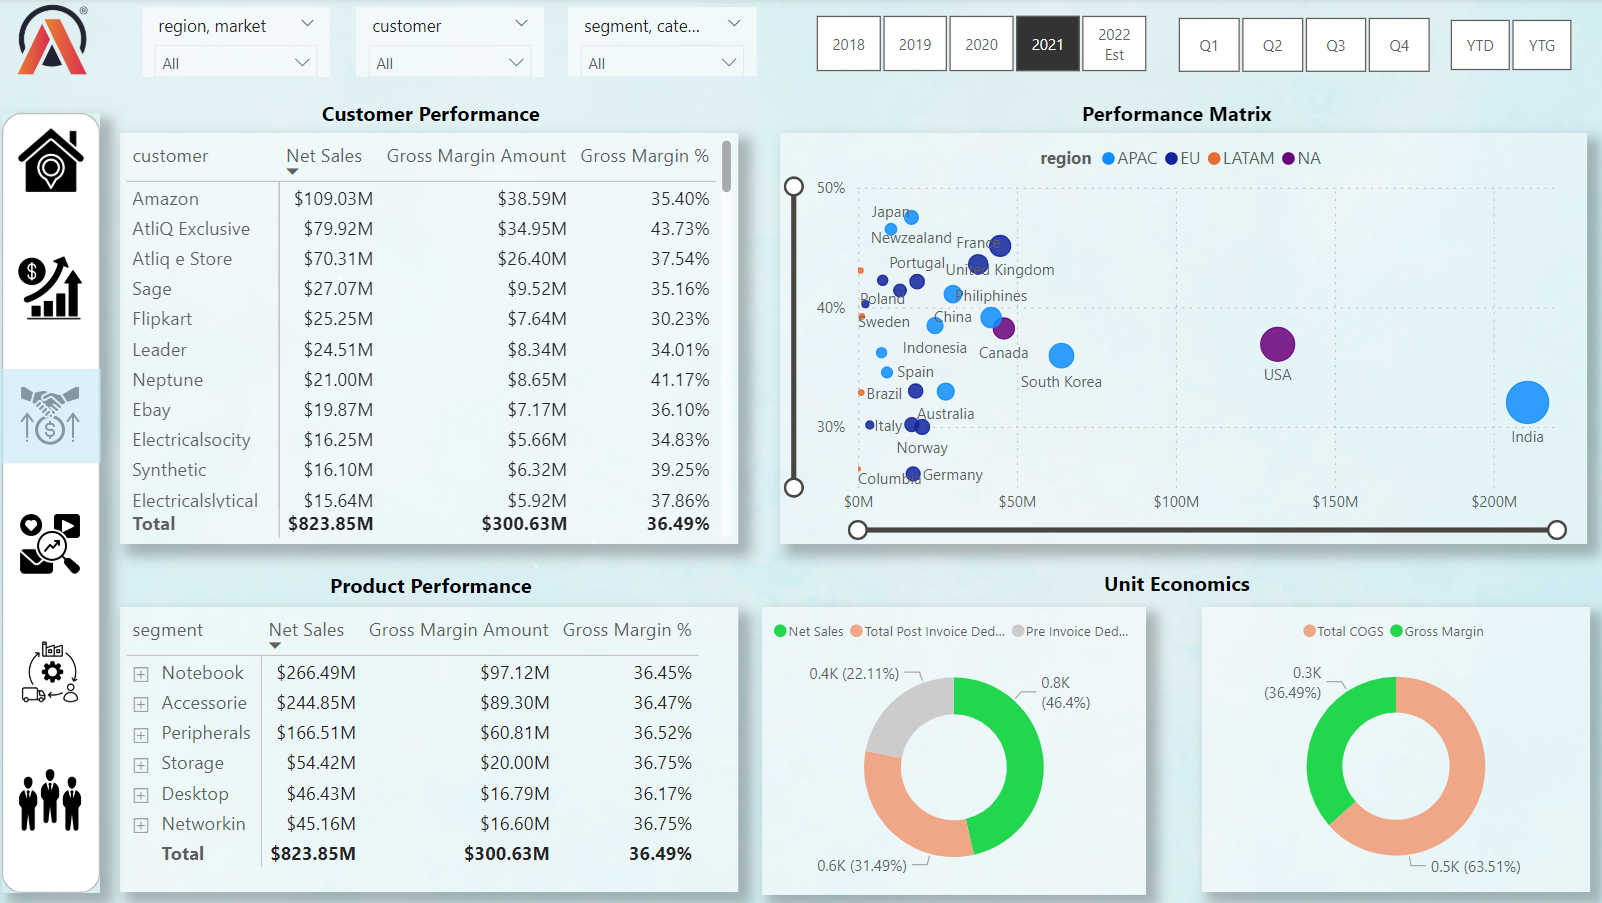 region, market
All
customer
All
segment, cate...
All
2018
2019
2020
2021
2022
Est
Q1
Q2
Q3
Q4
YTD
YTG
Customer Performance
customer Net Sales Gross Margin Amount Gross Margin %
Amazon $109.03M $38.59M 35.40%
AtliQ Exclusive $79.92M $34.95M 43.73%
Atliq e Store $70.31M $26.40M 37.54%
Sage $27.07M $9.52M 35.16%
Flipkart $25.25M $7.64M 30.23%
Leader $24.51M $8.34M 34.01%
Neptune $21.00M $8.65M 41.17%
Ebay $19.87M $7.17M 36.10%
Electricalsocity $16.25M $5.66M 34.83%
Synthetic $16.10M $6.32M 39.25%
Electricalslytical $15.64M $5.92M 37.86%
Total $823.85M $300.63M 36.49%
Performance Matrix
region APAC EU LATAM NA
50%
40%
30%
Japan
Newzealand
France
Portugal
United Kingdom
Poland
Philiphines
Sweden
China
Indonesia
Canada
South Korea
USA
Spain
Brazil
Australia
Italy
Norway
India
Columbia
Germany
$0M $50M $100M $150M $200M
Product Performance
segment Net Sales Gross Margin Amount Gross Margin %
Notebook $266.49M $97.12M 36.45%
Accessorie $244.85M $89.30M 36.47%
Peripherals $166.51M $60.81M 36.52%
Storage $54.42M $20.00M 36.75%
Desktop $46.43M $16.79M 36.17%
Networkin $45.16M $16.60M 36.75%
Total $823.85M $300.63M 36.49%
Unit Economics
Net Sales Total Post Invoice Ded... Pre Invoice Ded...
0.4K (22.11%)
0.8K
(46.4%)
0.6K (31.49%)
Total COGS Gross Margin
0.3K
(36.49%)
0.5K (63.51%)